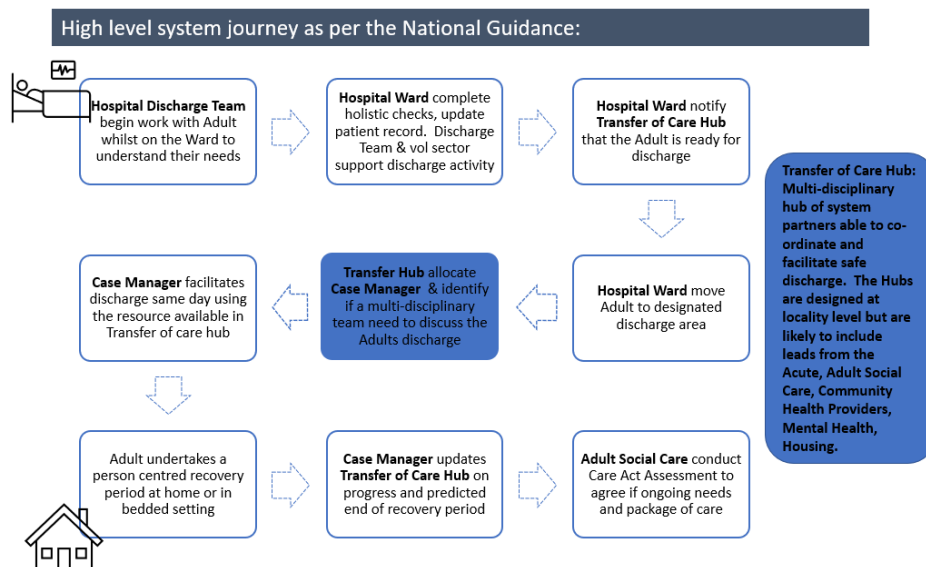 High level system journey as per the National Guidance:
Hospital Discharge Team
begin work with Adult
whilst on the Ward to
understand their needs
Hospital Ward complete
holistic checks, update
patient record. Discharge
Team & vol sector
support discharge activity
Hospital Ward notify
Transfer of Care Hub
that the Adult is ready for
discharge
Transfer of Care Hub:
Multi-disciplinary
hub of system
partners able to co-
ordinate and
facilitate safe
discharge. The Hubs
are designed at
locality level but are
likely to include
leads from the
Acute, Adult Social
Care, Community
Health Providers,
Mental Health,
Housing.
Hospital Ward move
Adult to designated
discharge area
Transfer Hub allocate
Case Manager & identify
if a multi-disciplinary
team need to discuss the
Adults discharge
Case Manager facilitates
discharge same day using
the resource available in
Transfer of care hub
Adult undertakes a
person centred recovery
period at home or in
bedded setting
Case Manager updates
Transfer of Care Hub on
progress and predicted
end of recovery period
Adult Social Care conduct
Care Act Assessment to
agree if ongoing needs
and package of care